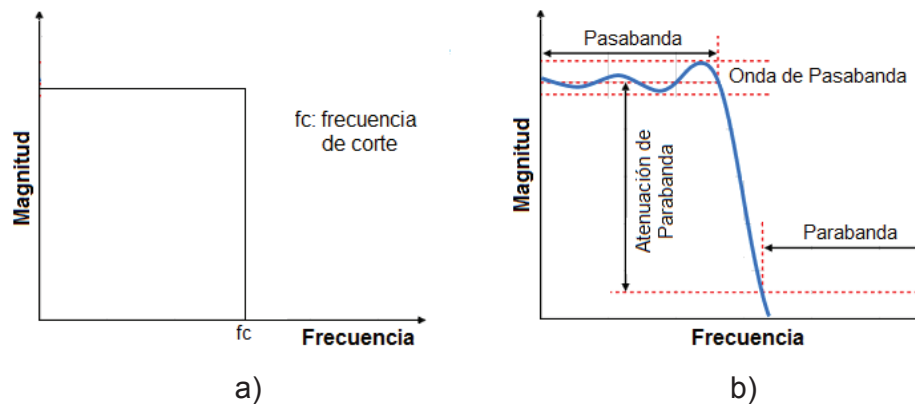 Magnitud
fc: frecuencia
de corte
fc
Frecuencia
a)
Pasabanda
Onda de Pasabanda
Magnitud
Atenuación de
Parabanda
Parabanda
Frecuencia
b)